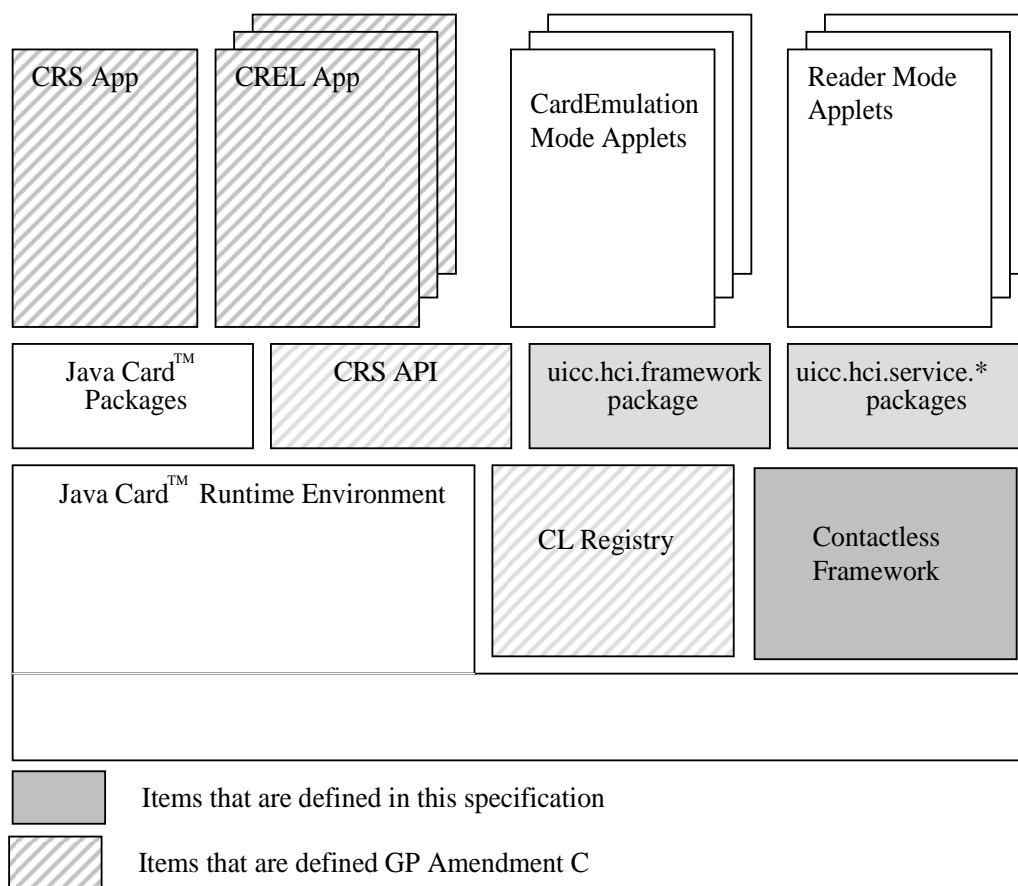 CRS App
CREL App
CardEmulation
Mode Applets
Reader Mode
Applets
Java Card™
Packages
CRS API
uicc.hci.framework
package
uicc.hci.service.*
packages
Java Card™ Runtime Environment
CL Registry
Contactless
Framework
Items that are defined in this specification
Items that are defined GP Amendment C